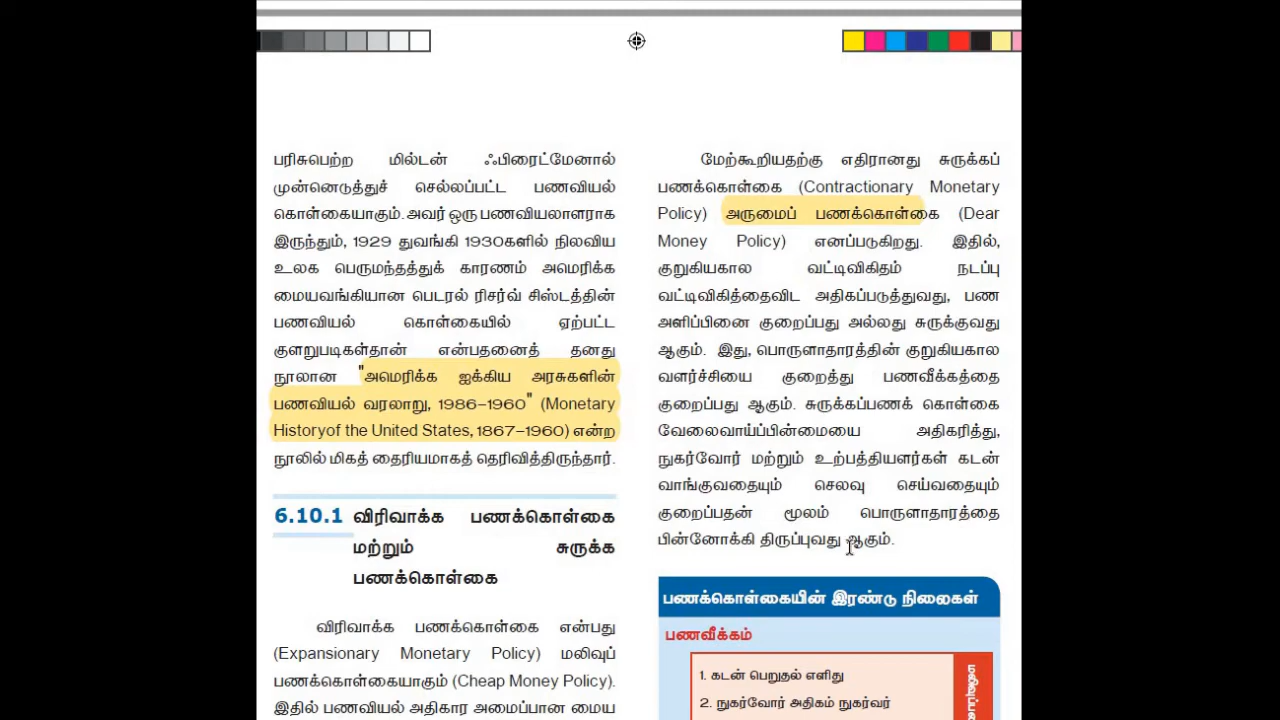 பரிசுபெற்ற மில்டன் ஃபிரைட்மேனால்
முன்னெடுத்துச் செல்லப்பட்ட பணவியல்
கொள்கையாகும். அவர் ஒரு பணவியலாளராக
இருந்தும், 1929 துவங்கி 1930களில் நிலவிய
உலக பெருமந்தத்துக் காரணம் அமெரிக்க
மையவங்கியான பெடரல் ரிசர்வ் சிஸ்டத்தின்
பணவியல் கொள்கையில் ஏற்பட்ட
குளறுபடிகள்தான் என்பதனைத் தனது
நூலான "அமெரிக்க ஐக்கிய அரசுகளின்
பணவியல் வரலாறு, 1986–1960" (Monetary
Historyof the United States, 1867–1960) என்ற
நூலில் மிகத் தைரியமாகத் தெரிவித்திருந்தார்.
6.10.1 விரிவாக்க பணக்கொள்கை
மற்றும் சுருக்க
பணக்கொள்கை
விரிவாக்க பணக்கொள்கை என்பது
(Expansionary Monetary Policy) மலிவுப்
பணக்கொள்கையாகும் (Cheap Money Policy).
இதில் பணவியல் அதிகார அமைப்பான மைய
மேற்கூறியதற்கு எதிரானது சுருக்கப்
பணக்கொள்கை (Contractionary Monetary
Policy) அருமைப் பணக்கொள்கை (Dear
Money Policy) எனப்படுகிறது. இதில்,
குறுகியகால வட்டிவிகிதம் நடப்பு
வட்டிவிகித்தைவிட அதிகப்படுத்துவது, பண
அளிப்பினை குறைப்பது அல்லது சுருக்குவது
ஆகும். இது, பொருளாதாரத்தின் குறுகியகால
வளர்ச்சியை குறைத்து பணவீக்கத்தை
குறைப்பது ஆகும். சுருக்கப்பணக் கொள்கை
வேலைவாய்ப்பின்மையை அதிகரித்து,
நுகர்வோர் மற்றும் உற்பத்தியளர்கள் கடன்
வாங்குவதையும் செலவு செய்வதையும்
குறைப்பதன் மூலம் பொருளாதாரத்தை
பின்னோக்கி திருப்புவது ஆகும்.
பணக்கொள்கையின் இரண்டு நிலைகள்
பணவீக்கம்
1. கடன் பெறுதல் எளிது
2. நுகர்வோர் அதிகம் நுகர்வர்